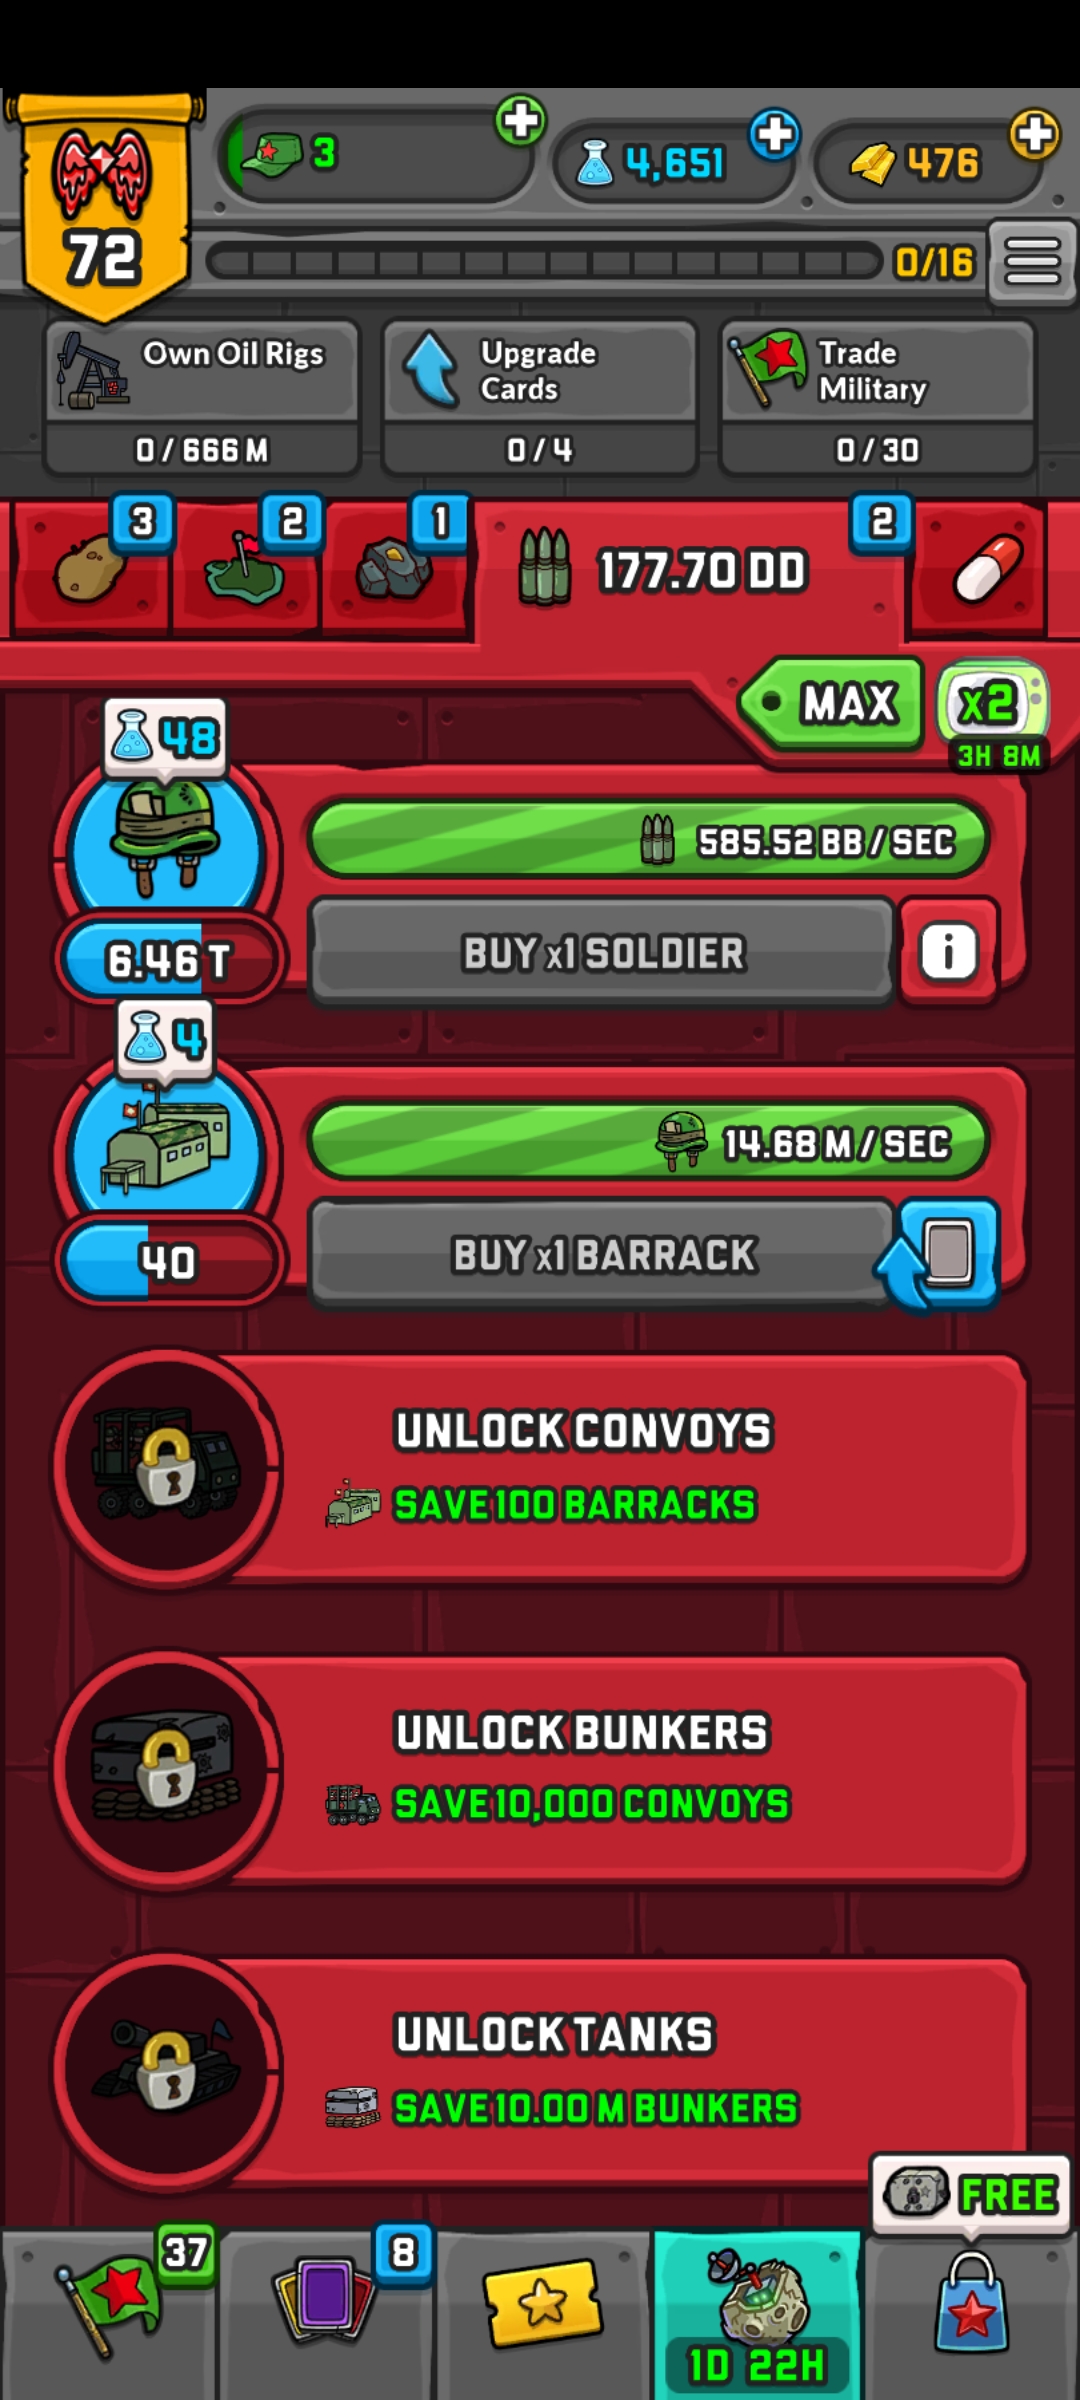 3
4,651
476
72
0/16
Own Oil Rigs
0 / 666 M
Upgrade
Cards
0 / 4
Trade
Military
0 / 30
3
2
1
177.70 DD
2
MAX
x2
3H 8M
48
585.52 BB / SEC
6.46 T
BUY x1 SOLDIER
i
4
14.68 M / SEC
40
BUY x1 BARRACK
UNLOCK CONVOYS
SAVE 100 BARRACKS
UNLOCK BUNKERS
SAVE 10,000 CONVOYS
UNLOCK TANKS
SAVE 10.00 M BUNKERS
FREE
37
8
1D 22H